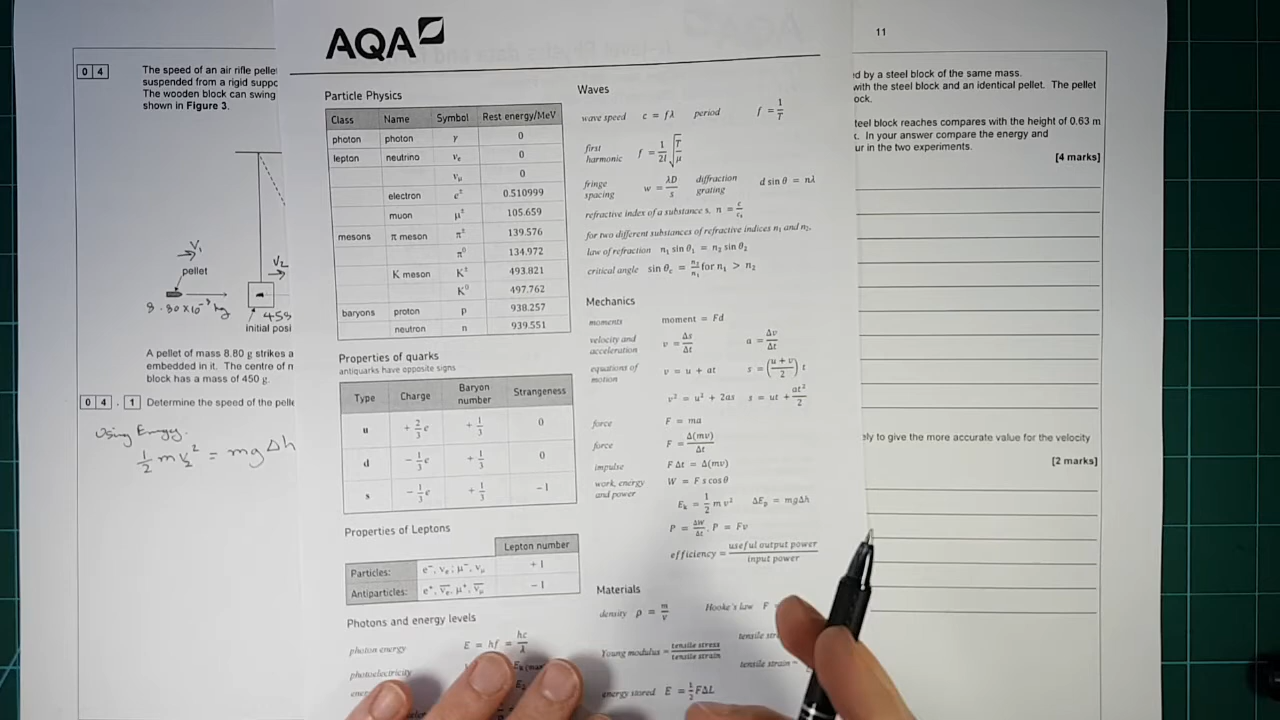 AQA
11
0 4
The speed of an air rifle pelle
suspended from a rigid suppo
The wooden block can swing
shown in Figure 3.
V₁
pellet
V₂
8.80x10⁻³kg
initial posi
A pellet of mass 8.80 g strikes a
embedded in it. The centre of m
block has a mass of 450 g.
0 4 . 1 Determine the speed of the pelle
Using Energy.
½ m v₂² = mg Δh
Particle Physics
Class Name Symbol Rest energy/MeV
photon photon γ 0
lepton neutrino νₑ 0
ν_μ 0
electron e± 0.510999
muon μ± 105.659
mesons π meson π± 139.576
π⁰ 134.972
K meson K± 493.821
K⁰ 497.762
baryons proton p 938.257
neutron n 939.551
Properties of quarks
antiquarks have opposite signs
Type Charge Baryon number Strangeness
u + 2/3 e + 1/3 0
d − 1/3 e + 1/3 0
s − 1/3 e + 1/3 − 1
Properties of Leptons
Lepton number
Particles: e⁻, νₑ; μ⁻, ν_μ + 1
Antiparticles: e⁺, ν̅ₑ, μ⁺, ν̅_μ − 1
Photons and energy levels
photon energy E = hf = hc/λ
photoelectricity
Waves
wave speed c = fλ period f = 1/T
first harmonic f = 1/2l √T/μ
fringe spacing w = λD/s diffraction grating d sin θ = nλ
refractive index of a substance s, n = c/cₛ
for two different substances of refractive indices n₁ and n₂,
law of refraction n₁ sin θ₁ = n₂ sin θ₂
critical angle sin θ_c = n₂/n₁ for n₁ > n₂
Mechanics
moments moment = Fd
velocity and acceleration v = Δs/Δt a = Δv/Δt
equations of motion v = u + at s = (u + v / 2) t
v² = u² + 2as s = ut + at²/2
force F = ma
force F = Δ(mv)/Δt
impulse F Δt = Δ(mv)
work, energy and power W = F s cos θ
E_k = ½ m v² ΔE_p = mgΔh
P = ΔW/Δt, P = Fv
efficiency = useful output power / input power
Materials
density ρ = m/v Hooke's law F
Young modulus = tensile stress / tensile strain
tensile strain =
energy stored E = ½ FΔL
d by a steel block of the same mass.
with the steel block and an identical pellet. The pellet
ock.
teel block reaches compares with the height of 0.63 m
. In your answer compare the energy and
ur in the two experiments.
[4 marks]
ely to give the more accurate value for the velocity
[2 marks]